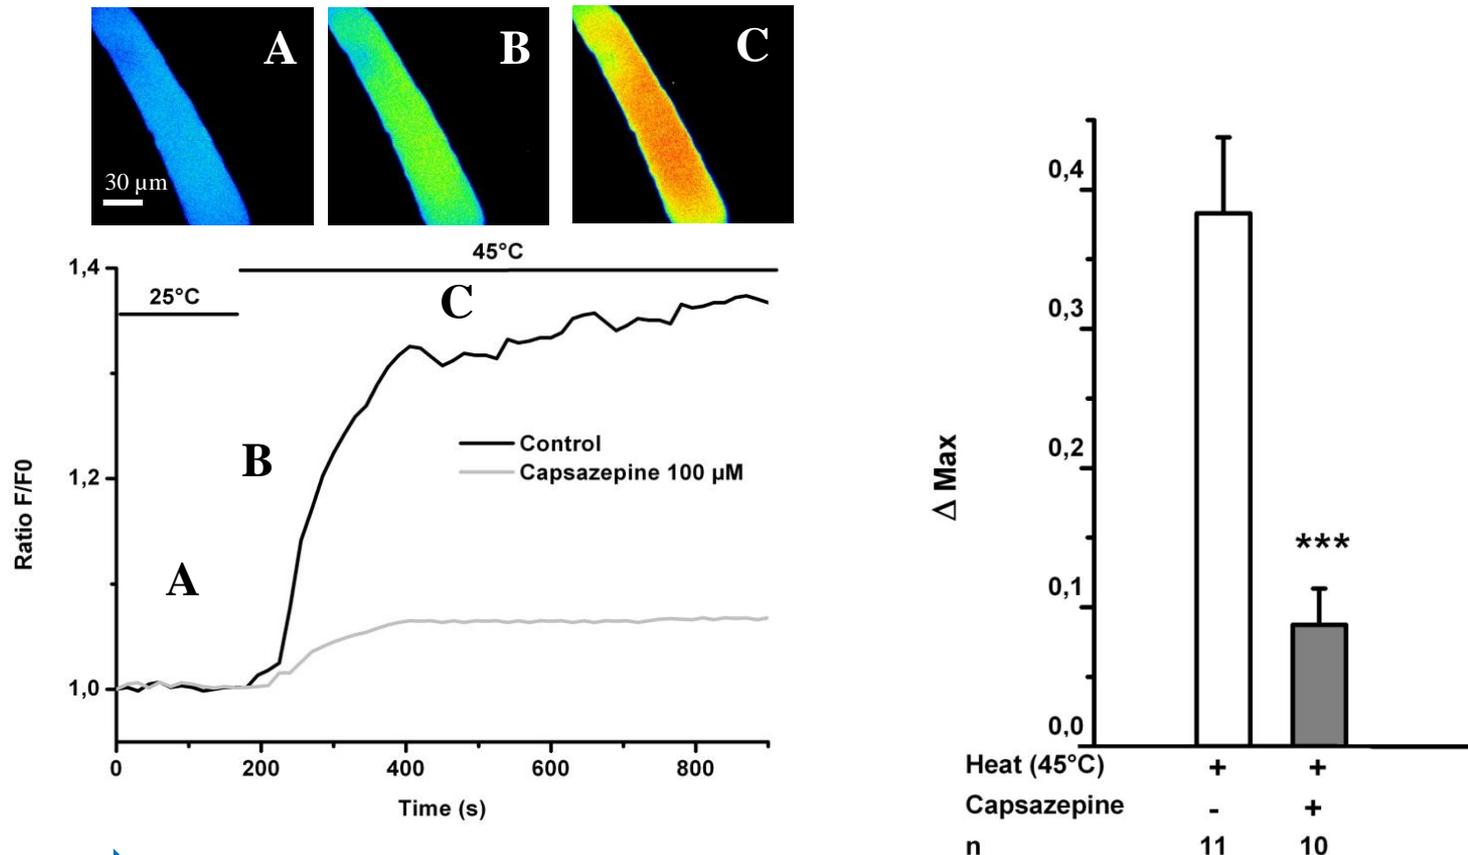 A
B
C
30 µm
45°C
25°C
1,4
1,2
1,0
C
B
A
Control
Capsazepine 100 µM
Ratio F/F0
0
200
400
600
800
Time (s)
0,4
0,3
0,2
0,1
0,0
Δ Max
***
Heat (45°C) + +
Capsazepine - +
n 11 10